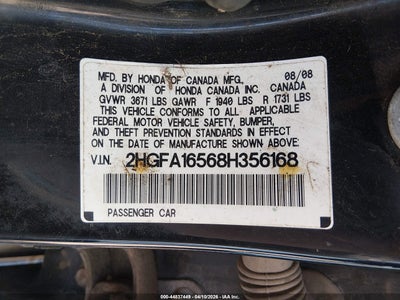 MFD. BY HONDA OF CANADA MFG. 08/08
A DIVISION OF HONDA CANADA INC. CANADA
GVWR 3671 LBS GAWR F 1940 LBS R 1731 LBS
THIS VEHICLE CONFORMS TO ALL APPLICABLE
FEDERAL MOTOR VEHICLE SAFETY, BUMPER,
AND THEFT PREVENTION STANDARDS IN EFFECT
ON THE DATE OF MANUFACTURE SHOWN ABOVE.
V.I.N. 2HGFA16568H356168
PASSENGER CAR
000-44837449 - 04/10/2026 - © IAA, Inc.